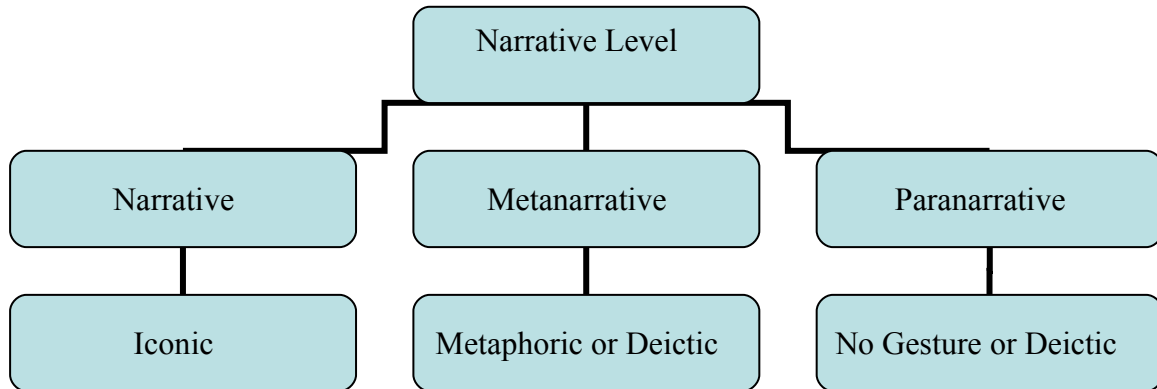 Narrative Level
Narrative
Metanarrative
Paranarrative
Iconic
Metaphoric or Deictic
No Gesture or Deictic